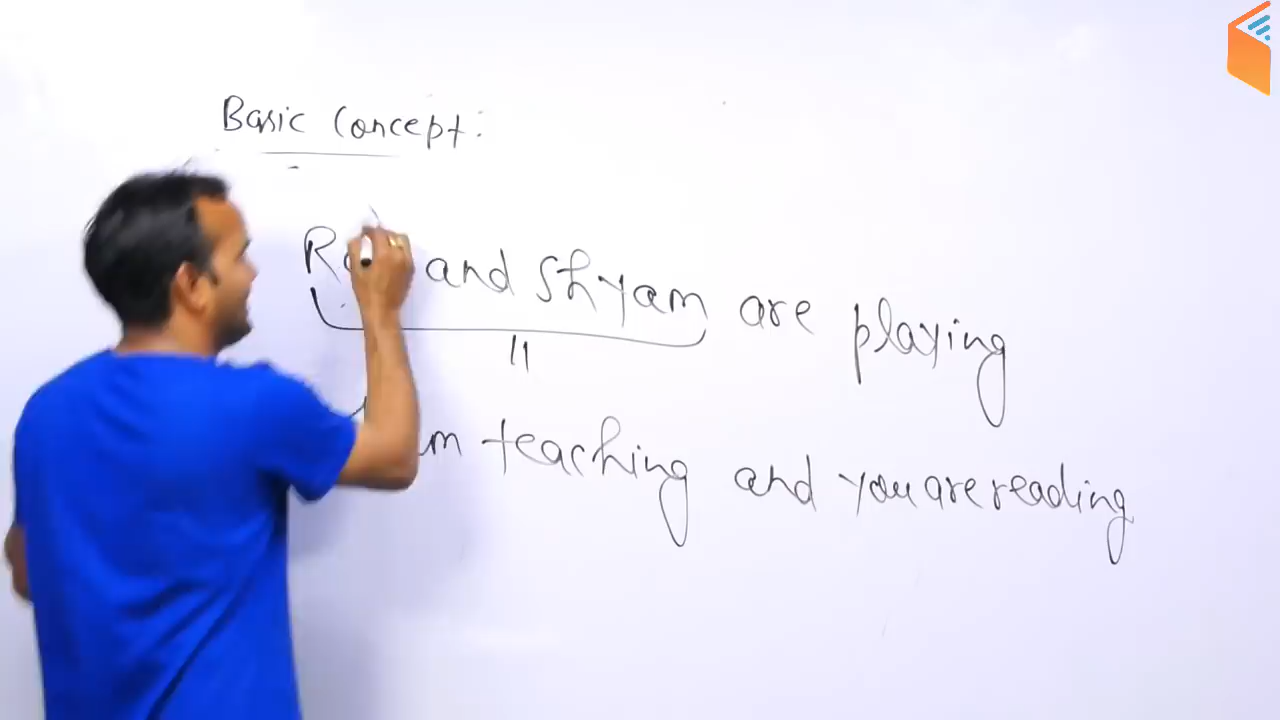 Basic Concept:
and Shyam are playing
teaching and you are reading